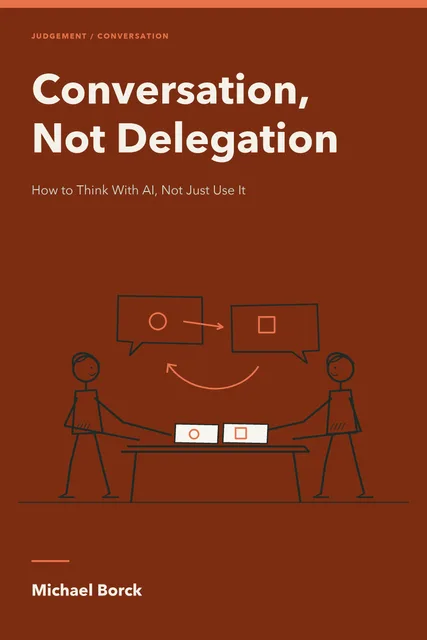 JUDGEMENT / CONVERSATION
Conversation,
Not Delegation
How to Think With AI, Not Just Use It
Michael Borck